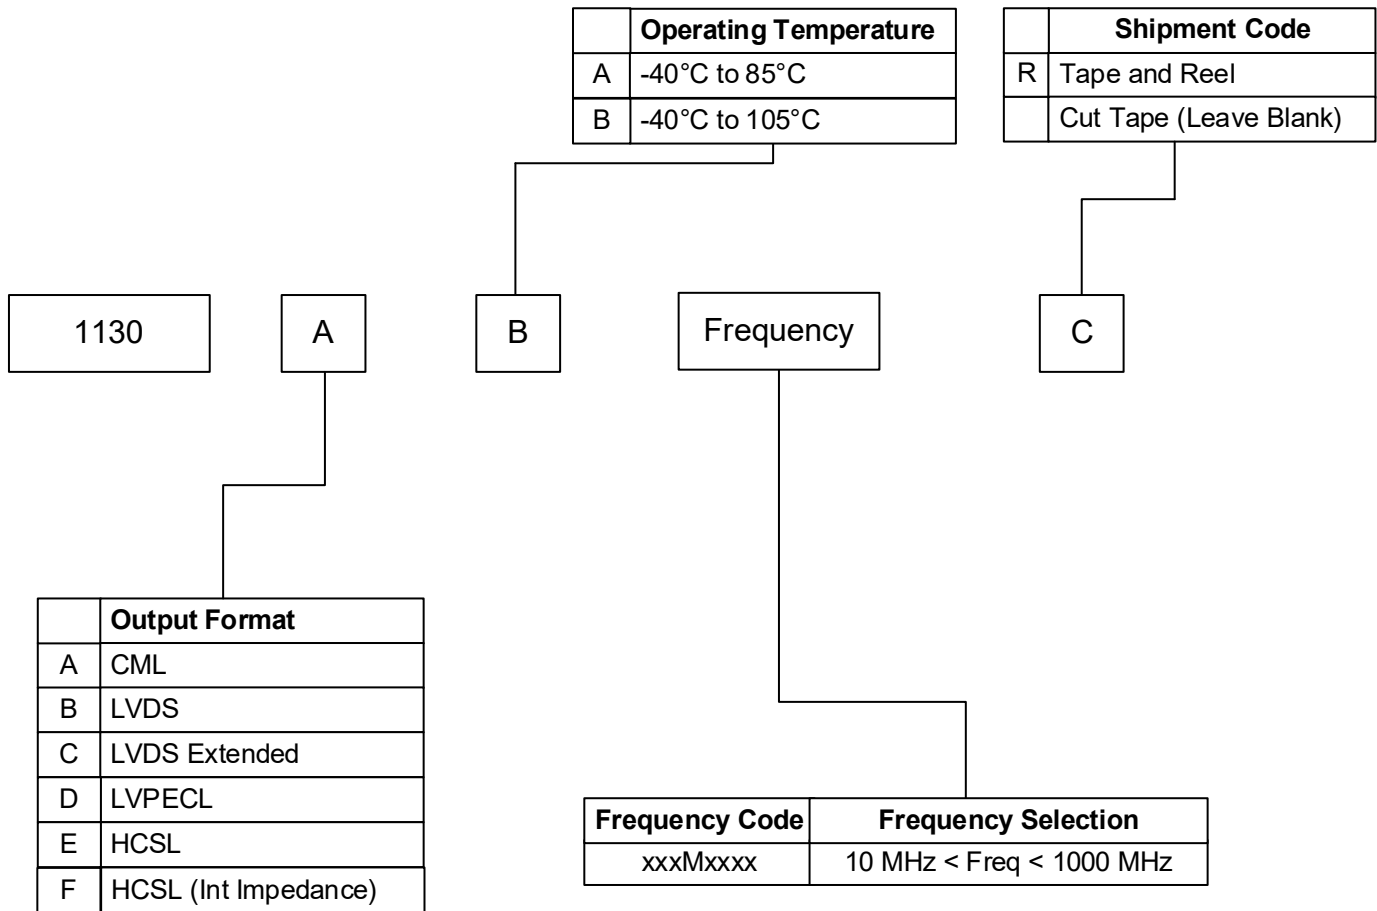 Operating Temperature
A -40°C to 85°C
B -40°C to 105°C
Shipment Code
R Tape and Reel
Cut Tape (Leave Blank)
1130 A B Frequency C
Output Format
A CML
B LVDS
C LVDS Extended
D LVPECL
E HCSL
F HCSL (Int Impedance)
Frequency Code Frequency Selection
xxxMxxxx 10 MHz < Freq < 1000 MHz